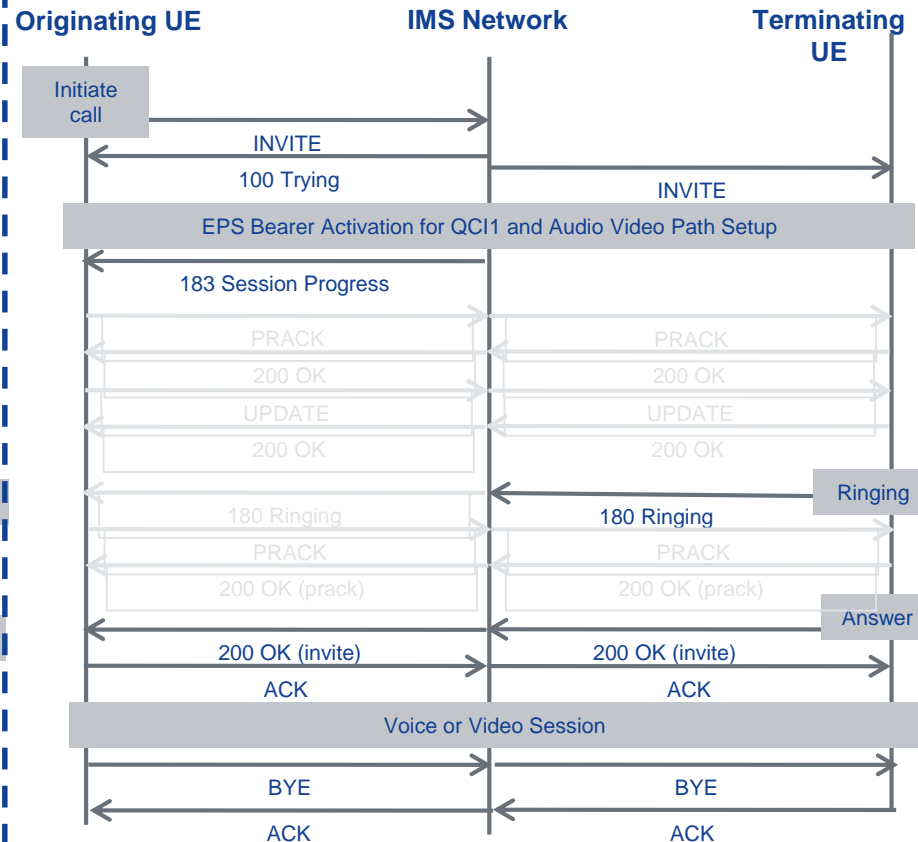 Originating UE
IMS Network
Terminating
UE
Initiate
call
INVITE
100 Trying
INVITE
EPS Bearer Activation for QCI1 and Audio Video Path Setup
183 Session Progress
PRACK
PRACK
200 OK
200 OK
UPDATE
UPDATE
200 OK
200 OK
Ringing
180 Ringing
180 Ringing
PRACK
PRACK
200 OK (prack)
200 OK (prack)
Answer
200 OK (invite)
200 OK (invite)
ACK
ACK
Voice or Video Session
BYE
BYE
ACK
ACK